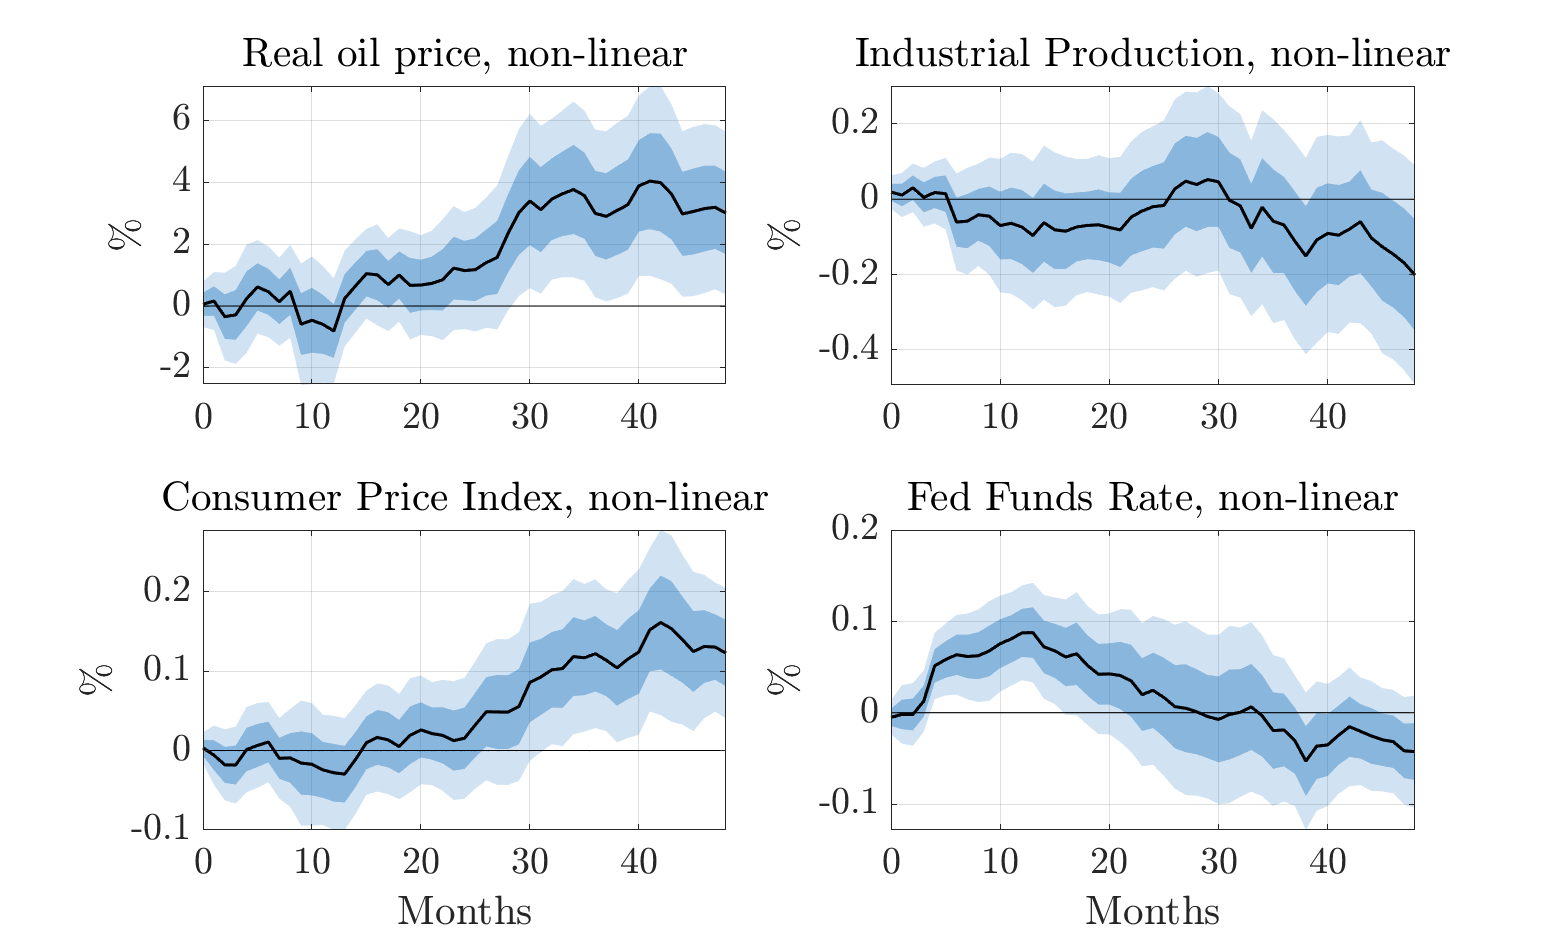 Real oil price, non-linear
%
6
4
2
0
-2
0 10 20 30 40
Industrial Production, non-linear
%
0.2
0
-0.2
-0.4
0 10 20 30 40
Consumer Price Index, non-linear
%
0.2
0.1
0
-0.1
0 10 20 30 40
Months
Fed Funds Rate, non-linear
%
0.2
0.1
0
-0.1
0 10 20 30 40
Months